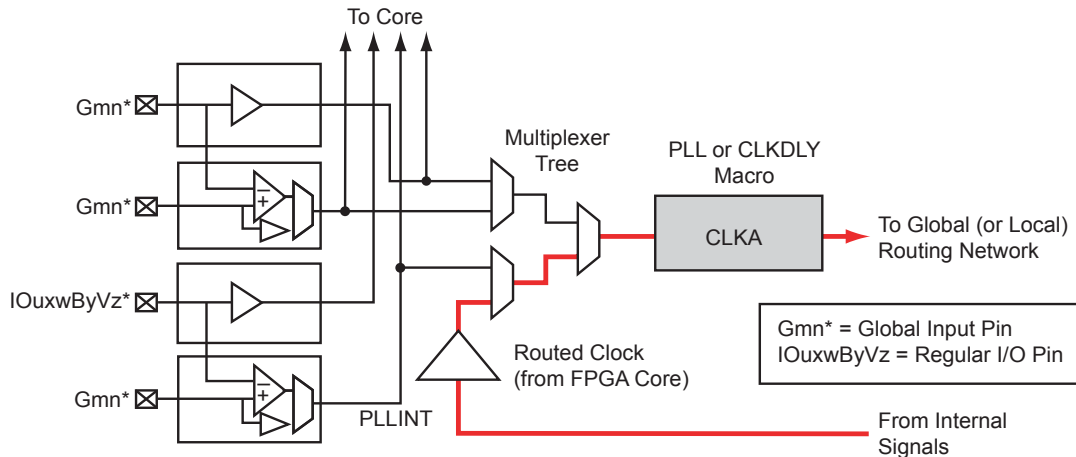 To Core
Gmn*
Multiplexer
Tree
PLL or CLKDLY
Macro
Gmn*
−
+
CLKA
To Global (or Local)
Routing Network
IOuxwByVz*
Gmn* = Global Input Pin
IOuxwByVz = Regular I/O Pin
Routed Clock
(from FPGA Core)
Gmn*
−
+
PLLINT
From Internal
Signals